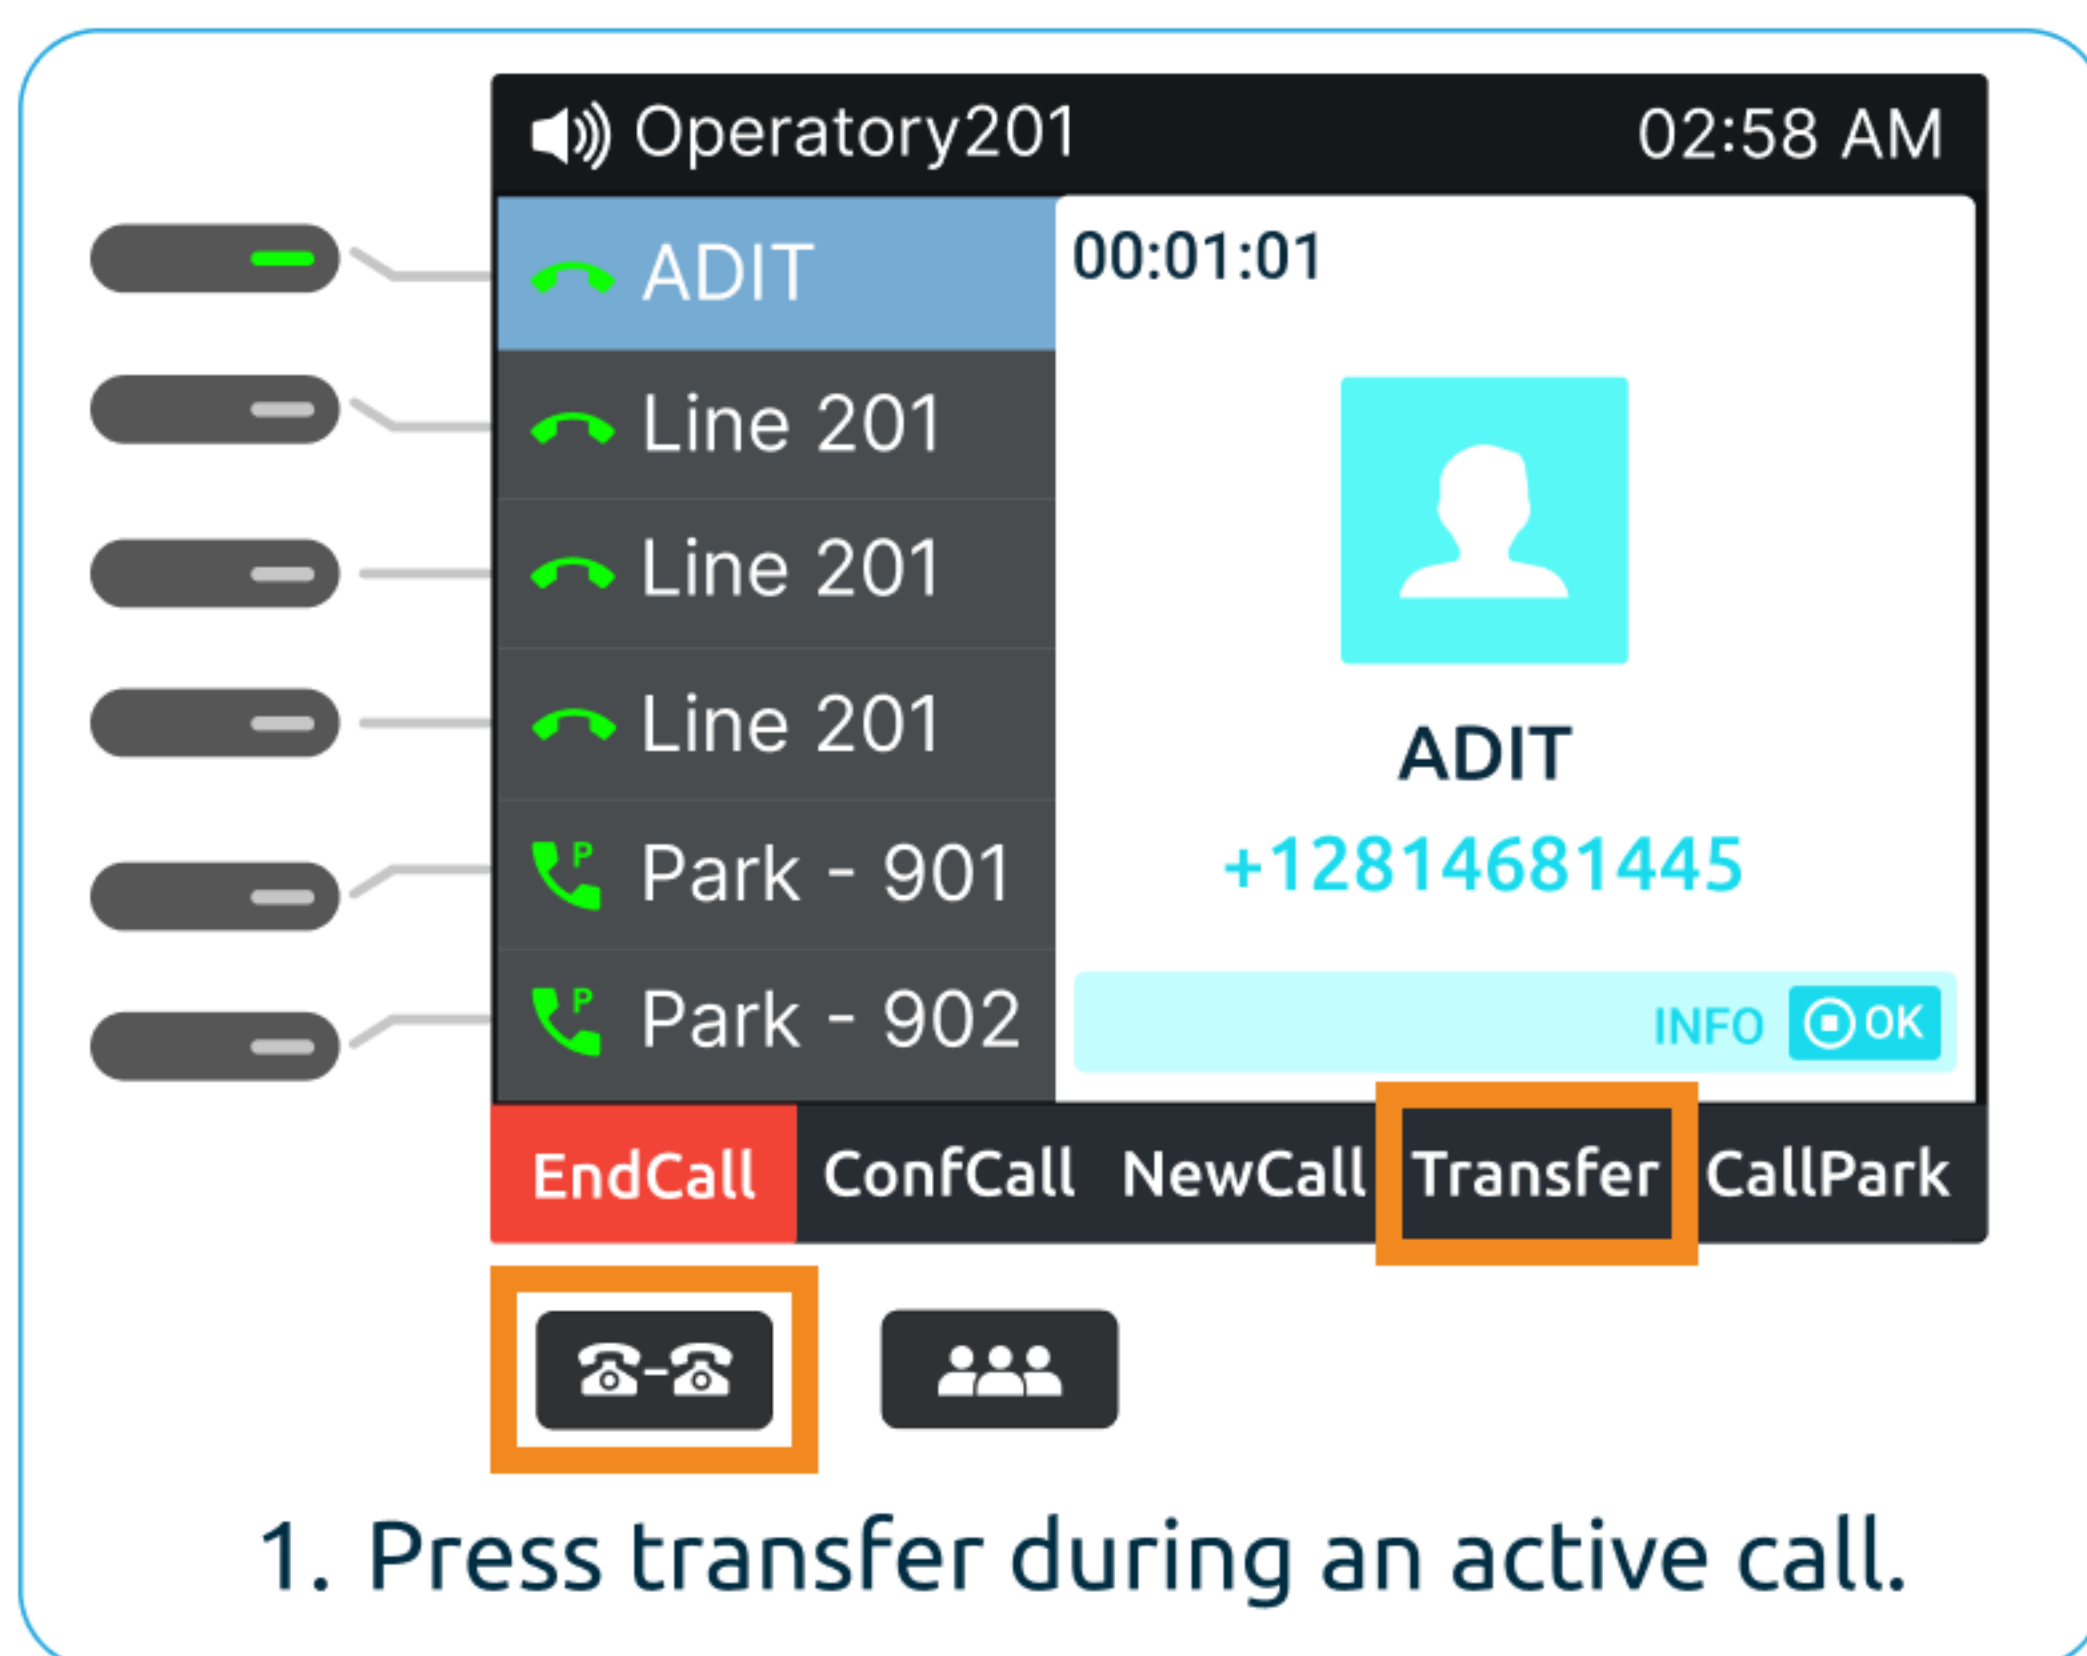 Operatory201
02:58 AM
ADIT
00:01:01
Line 201
Line 201
Line 201
P Park - 901
P Park - 902
ADIT
+12814681445
INFO OK
EndCall ConfCall NewCall Transfer CallPark
1. Press transfer during an active call.